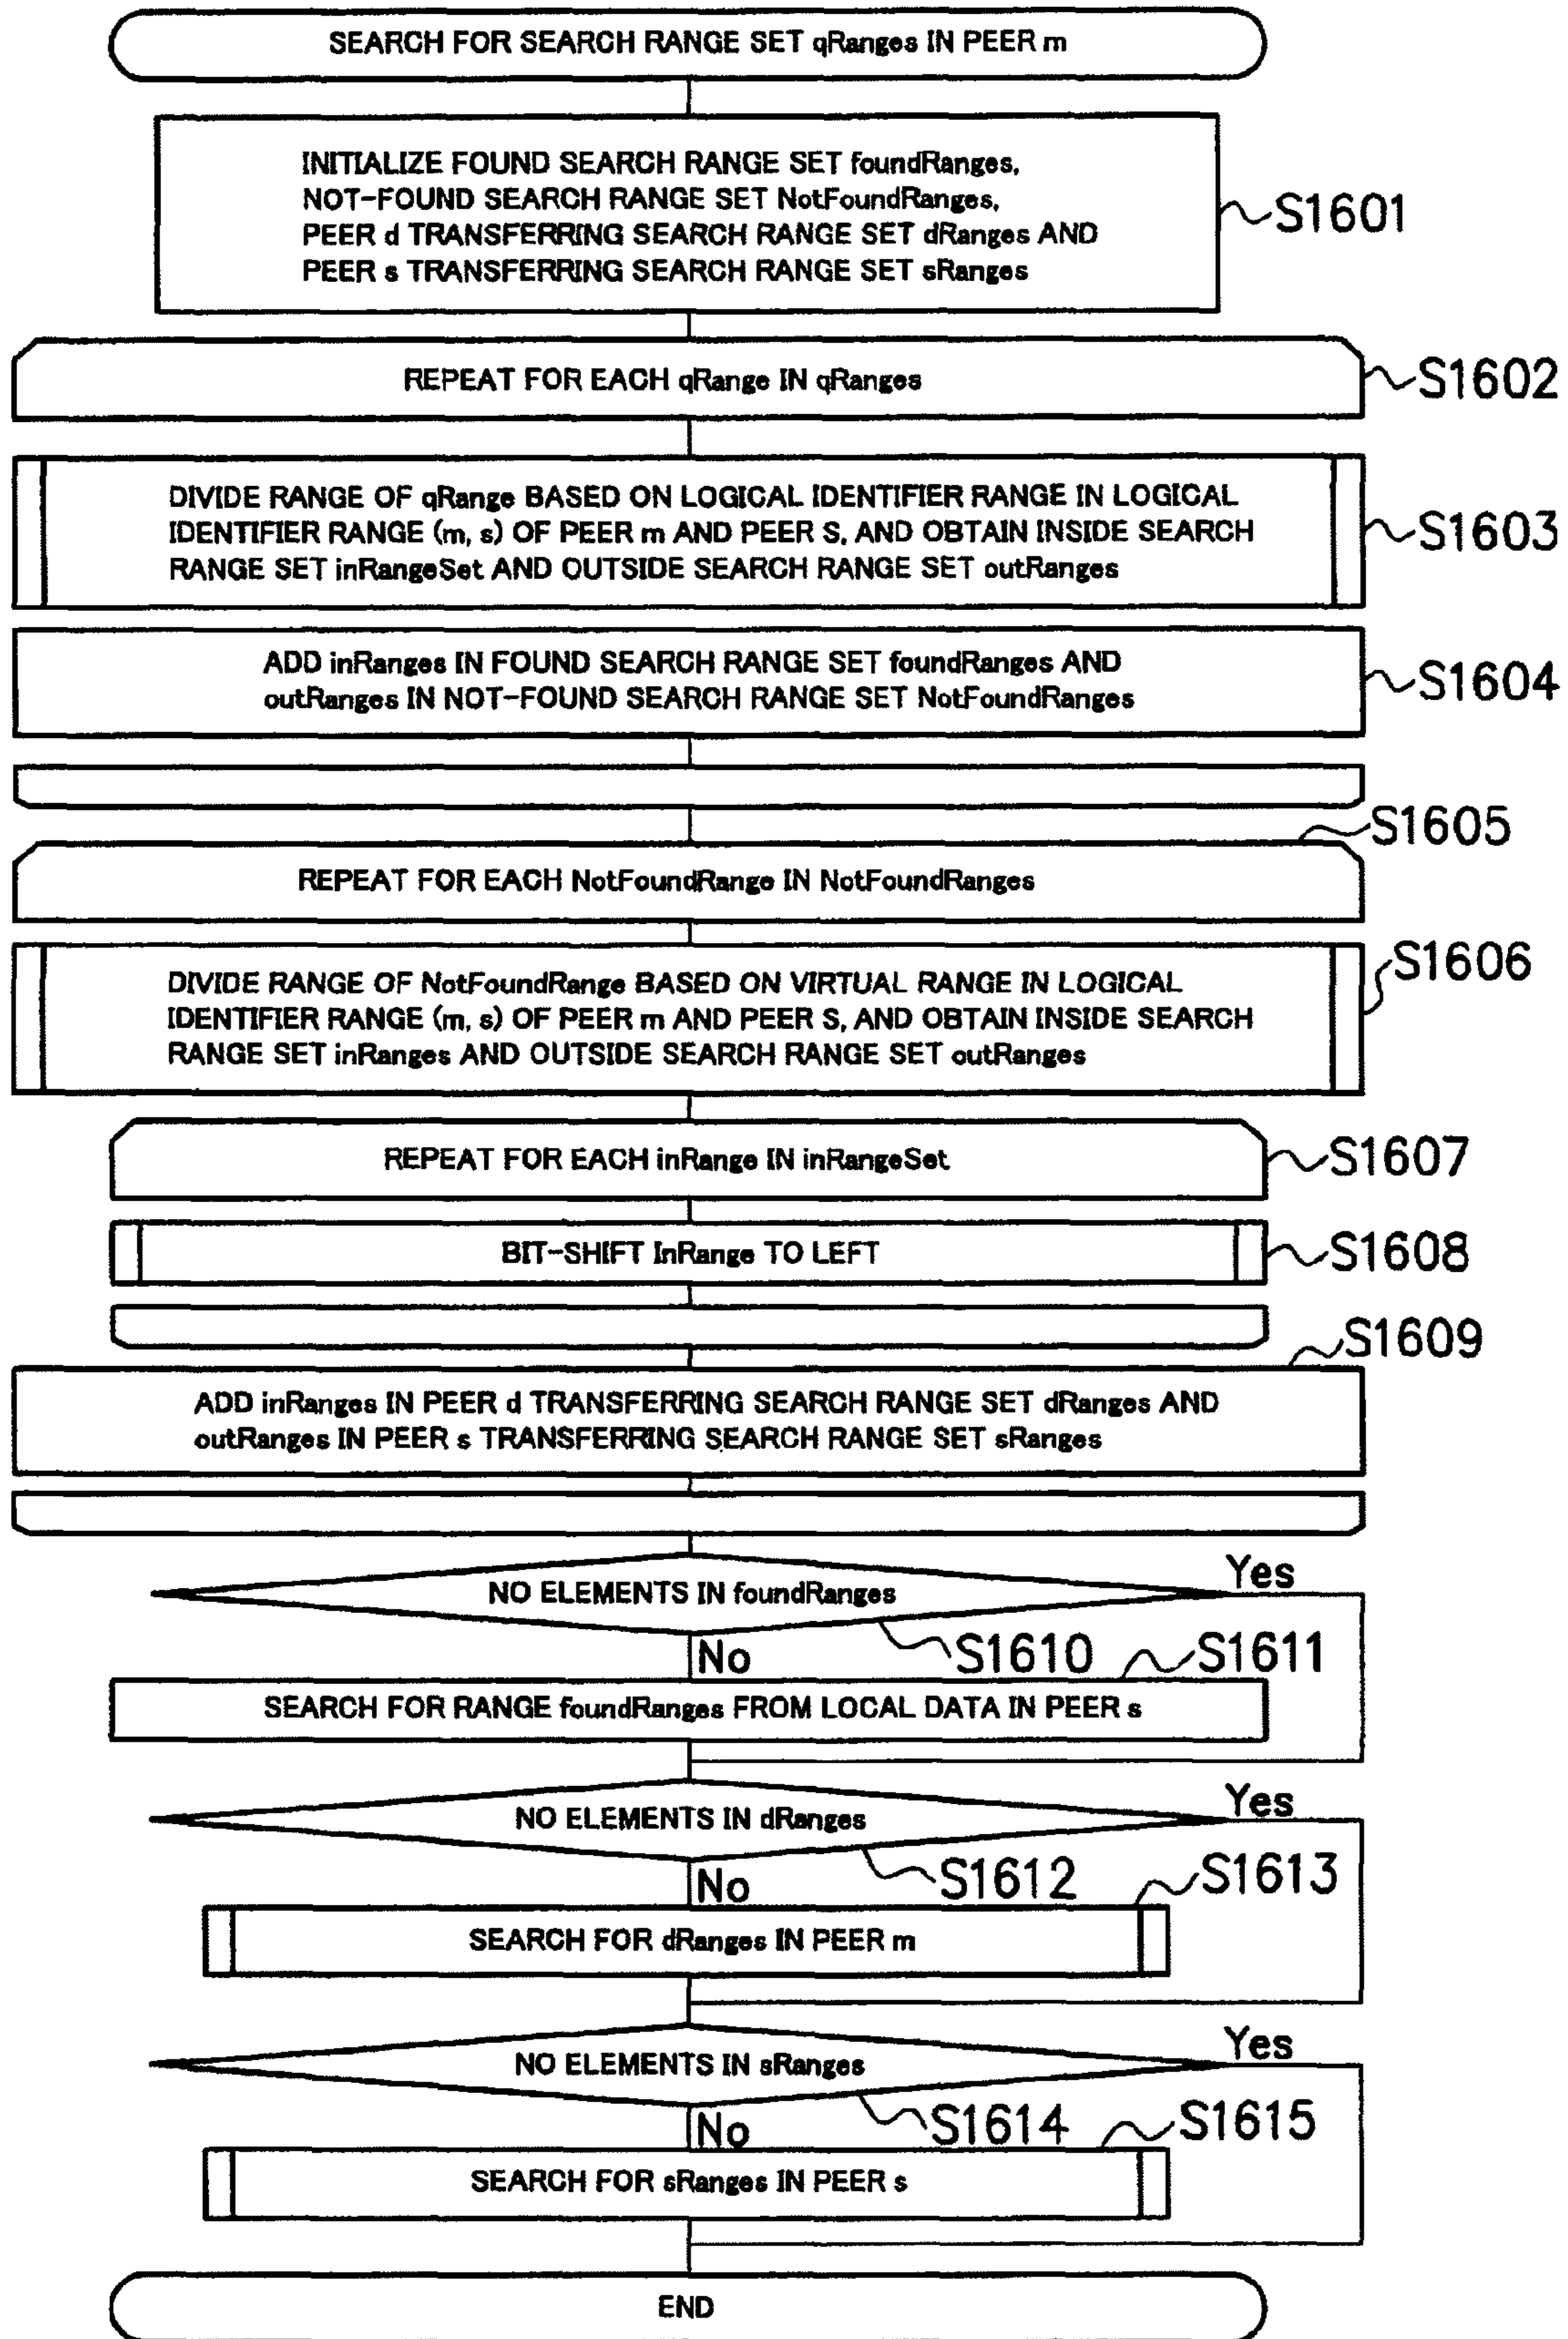 SEARCH FOR SEARCH RANGE SET qRanges IN PEER m
INITIALIZE FOUND SEARCH RANGE SET foundRanges,
NOT-FOUND SEARCH RANGE SET NotFoundRanges,
PEER d TRANSFERRING SEARCH RANGE SET dRanges AND
PEER s TRANSFERRING SEARCH RANGE SET sRanges
S1601
REPEAT FOR EACH qRange IN qRanges
S1602
DIVIDE RANGE OF qRange BASED ON LOGICAL IDENTIFIER RANGE IN LOGICAL
IDENTIFIER RANGE (m, s) OF PEER m AND PEER S, AND OBTAIN INSIDE SEARCH
RANGE SET inRangeSet AND OUTSIDE SEARCH RANGE SET outRanges
S1603
ADD inRanges IN FOUND SEARCH RANGE SET foundRanges AND
outRanges IN NOT-FOUND SEARCH RANGE SET NotFoundRanges
S1604
S1605
REPEAT FOR EACH NotFoundRange IN NotFoundRanges
DIVIDE RANGE OF NotFoundRange BASED ON VIRTUAL RANGE IN LOGICAL
IDENTIFIER RANGE (m, s) OF PEER m AND PEER S, AND OBTAIN INSIDE SEARCH
RANGE SET inRanges AND OUTSIDE SEARCH RANGE SET outRanges
S1606
REPEAT FOR EACH inRange IN inRangeSet
S1607
BIT-SHIFT InRange TO LEFT
S1608
S1609
ADD inRanges IN PEER d TRANSFERRING SEARCH RANGE SET dRanges AND
outRanges IN PEER s TRANSFERRING SEARCH RANGE SET sRanges
NO ELEMENTS IN foundRanges
Yes
S1610
No
S1611
SEARCH FOR RANGE foundRanges FROM LOCAL DATA IN PEER s
NO ELEMENTS IN dRanges
Yes
S1612
No
S1613
SEARCH FOR dRanges IN PEER m
NO ELEMENTS IN sRanges
Yes
S1614
No
S1615
SEARCH FOR sRanges IN PEER s
END